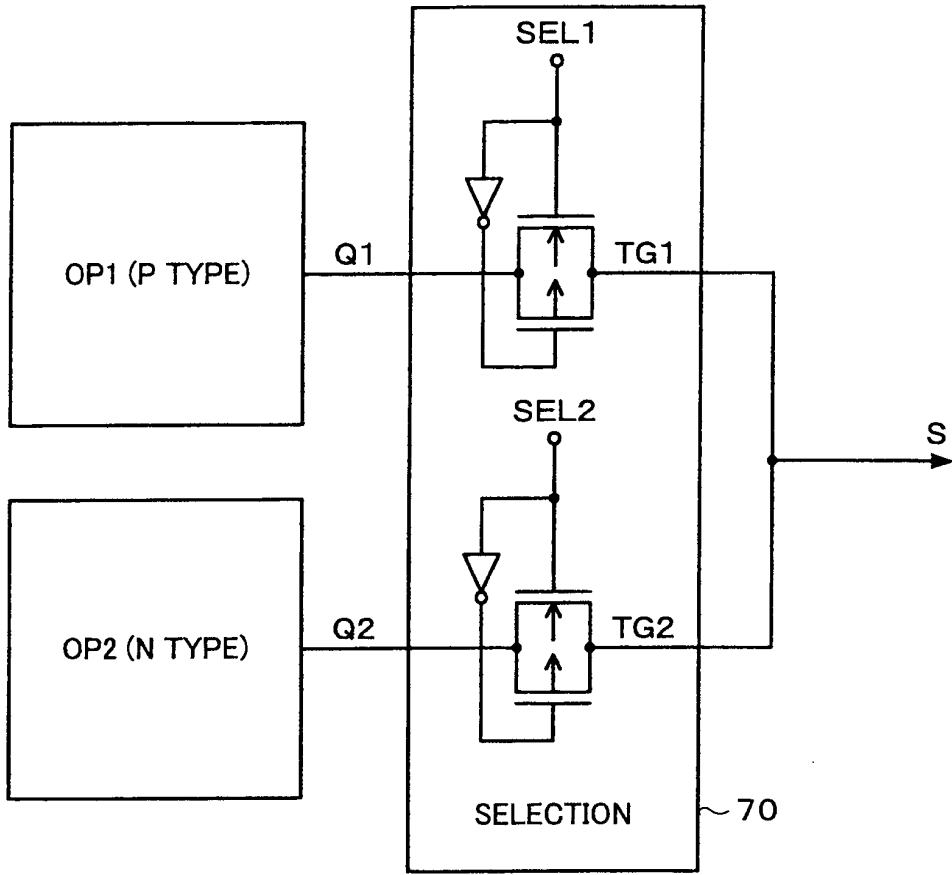 SEL1
OP1 (P TYPE)
Q1
TG1
SEL2
S
OP2 (N TYPE)
Q2
TG2
SELECTION
70